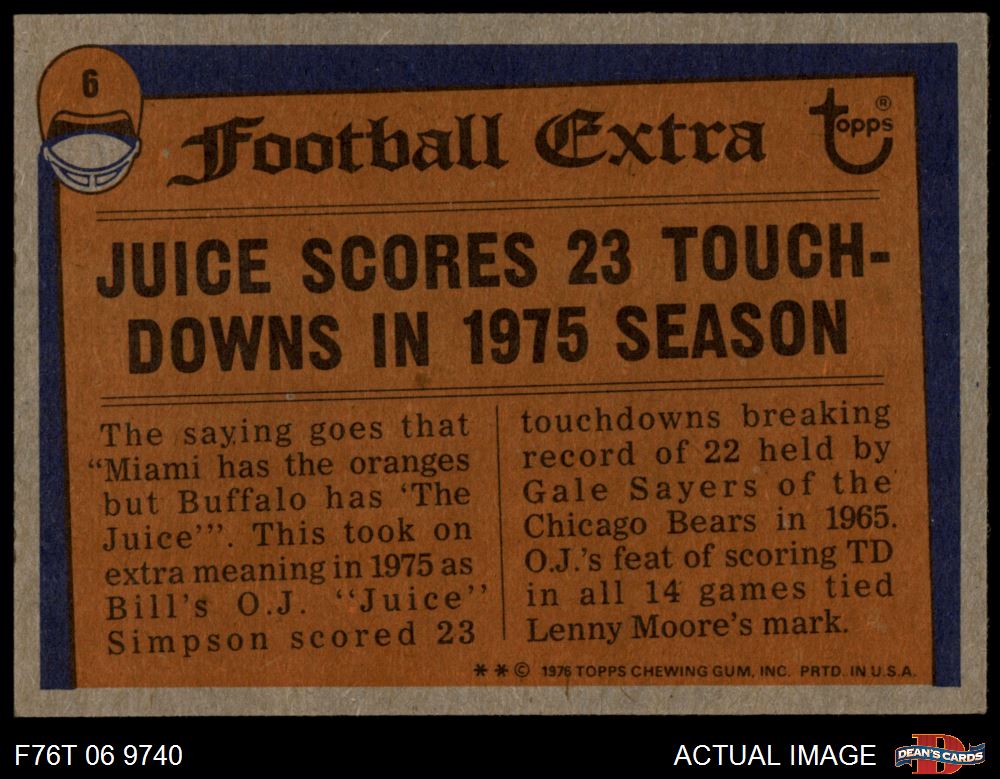 6
Football Extra
topps ®
JUICE SCORES 23 TOUCH-
DOWNS IN 1975 SEASON
The saying goes that
“Miami has the oranges
but Buffalo has ‘The
Juice’”. This took on
extra meaning in 1975 as
Bill's O.J. “Juice”
Simpson scored 23
touchdowns breaking
record of 22 held by
Gale Sayers of the
Chicago Bears in 1965.
O.J.'s feat of scoring TD
in all 14 games tied
Lenny Moore's mark.
* * © 1976 TOPPS CHEWING GUM, INC. PRTD. IN U.S.A.
F76T 06 9740
ACTUAL IMAGE
D
DEAN'S CARDS